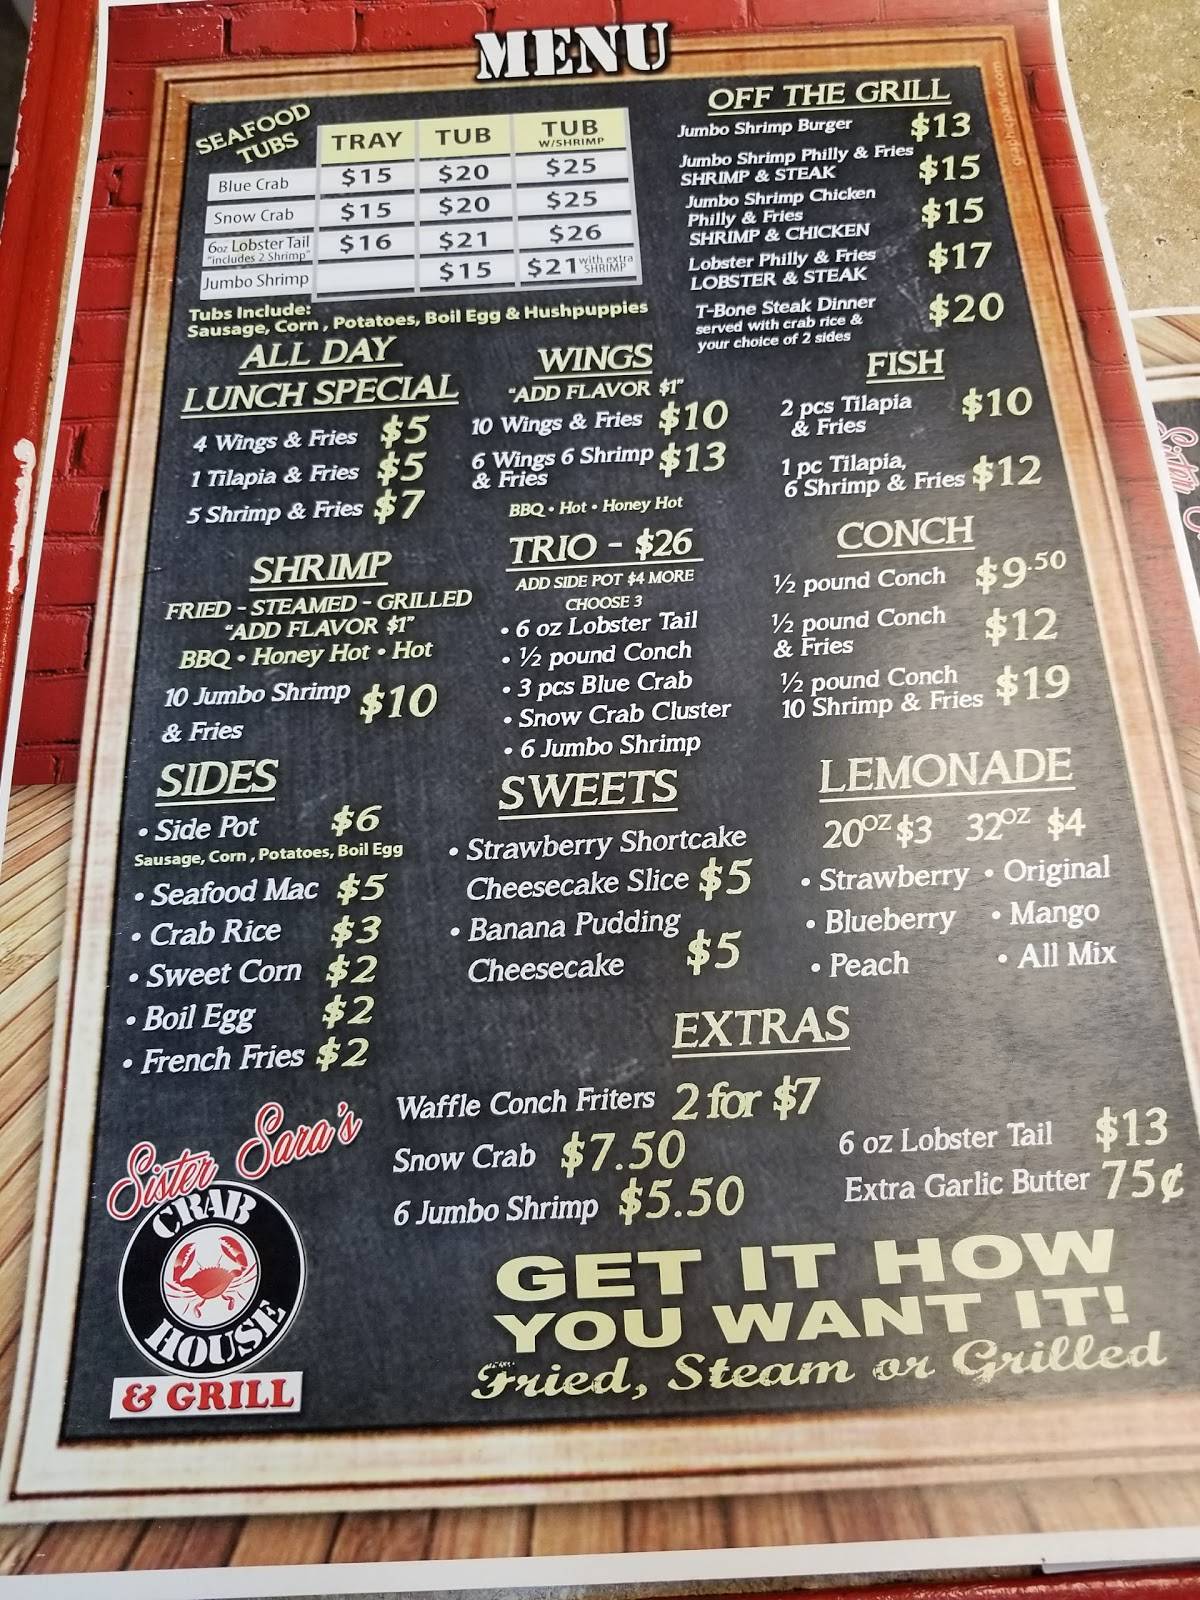 MENU
SEAFOOD
TUBS
TRAY TUB TUB
W/SHRIMP
Blue Crab $15 $20 $25
Snow Crab $15 $20 $25
6oz Lobster Tail $16 $21 $26
"includes 2 Shrimp"
Jumbo Shrimp $15 $21 with extra
SHRIMP
Tubs Include:
Sausage, Corn , Potatoes, Boil Egg & Hushpuppies
OFF THE GRILL
Jumbo Shrimp Burger $13
Jumbo Shrimp Philly & Fries $15
SHRIMP & STEAK
Jumbo Shrimp Chicken
Philly & Fries $15
SHRIMP & CHICKEN
Lobster Philly & Fries $17
LOBSTER & STEAK
T-Bone Steak Dinner $20
served with crab rice &
your choice of 2 sides
ALL DAY
LUNCH SPECIAL
4 Wings & Fries $5
1 Tilapia & Fries $5
5 Shrimp & Fries $7
WINGS
"ADD FLAVOR $1"
10 Wings & Fries $10
6 Wings 6 Shrimp $13
& Fries
BBQ • Hot • Honey Hot
FISH
2 pcs Tilapia $10
& Fries
1 pc Tilapia,
6 Shrimp & Fries $12
SHRIMP
FRIED - STEAMED - GRILLED
"ADD FLAVOR $1"
BBQ • Honey Hot • Hot
10 Jumbo Shrimp $10
& Fries
TRIO - $26
ADD SIDE POT $4 MORE
CHOOSE 3
• 6 oz Lobster Tail
• ½ pound Conch
• 3 pcs Blue Crab
• Snow Crab Cluster
• 6 Jumbo Shrimp
CONCH
½ pound Conch $9.50
½ pound Conch $12
& Fries
½ pound Conch
10 Shrimp & Fries $19
SIDES
• Side Pot $6
Sausage, Corn , Potatoes, Boil Egg
• Seafood Mac $5
• Crab Rice $3
• Sweet Corn $2
• Boil Egg $2
• French Fries $2
SWEETS
• Strawberry Shortcake
Cheesecake Slice $5
• Banana Pudding
Cheesecake $5
LEMONADE
20oz $3 32oz $4
• Strawberry • Original
• Blueberry • Mango
• Peach • All Mix
EXTRAS
Waffle Conch Friters 2 for $7
Snow Crab $7.50
6 Jumbo Shrimp $5.50
6 oz Lobster Tail $13
Extra Garlic Butter 75¢
Sister Sara's
CRAB
HOUSE
& GRILL
GET IT HOW
YOU WANT IT!
Fried, Steam or Grilled